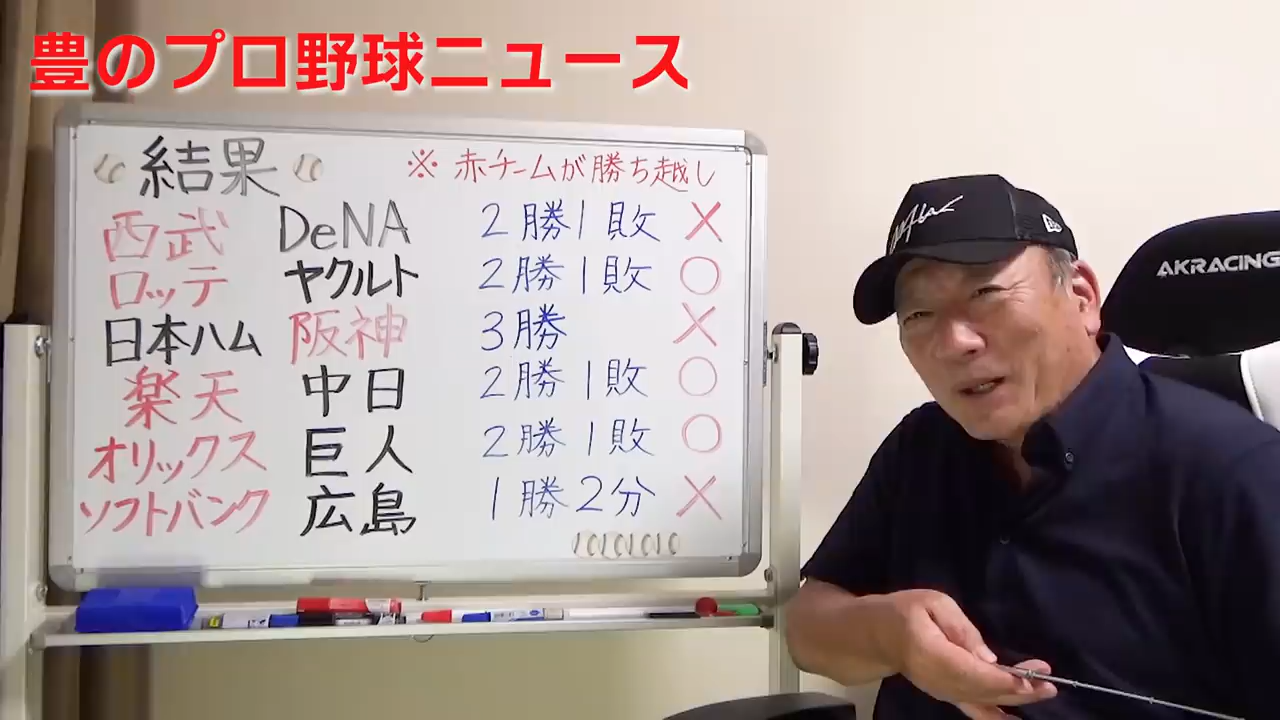 豊のプロ野球ニュース
結果 ※赤チームが勝ち越し
西武 DeNA 2勝1敗 ×
ロッテ ヤクルト 2勝1敗 ○
日本ハム 阪神 3勝 ×
楽天 中日 2勝1敗 ○
オリックス 巨人 2勝1敗 ○
ソフトバンク 広島 1勝2分 ×
AKRACING